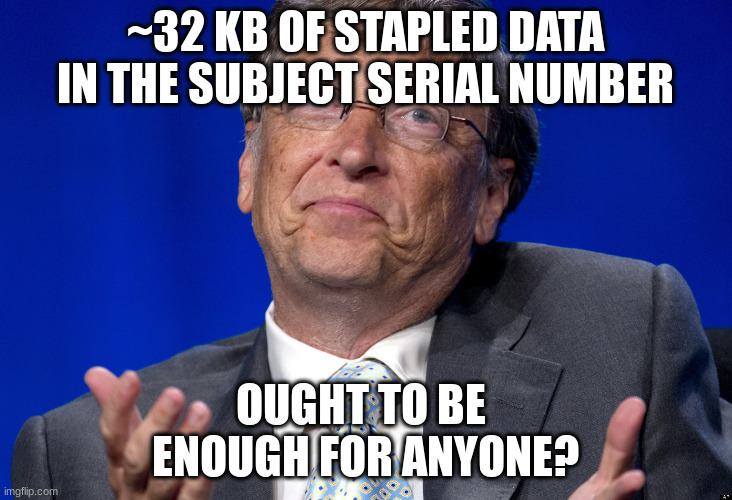 ~32 KB OF STAPLED DATA
IN THE SUBJECT SERIAL NUMBER
OUGHT TO BE
ENOUGH FOR ANYONE?
imgflip.com